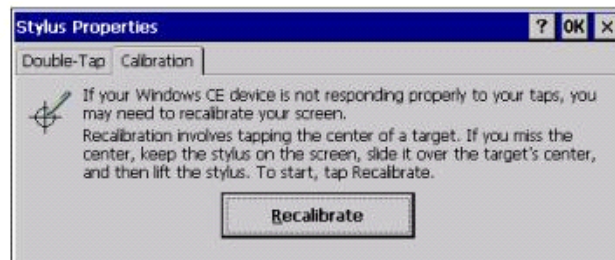 Stylus Properties ? OK ×
Double-Tap Calibration
If your Windows CE device is not responding properly to your taps, you
may need to recalibrate your screen.
Recalibration involves tapping the center of a target. If you miss the
center, keep the stylus on the screen, slide it over the target's center,
and then lift the stylus. To start, tap Recalibrate.
Recalibrate